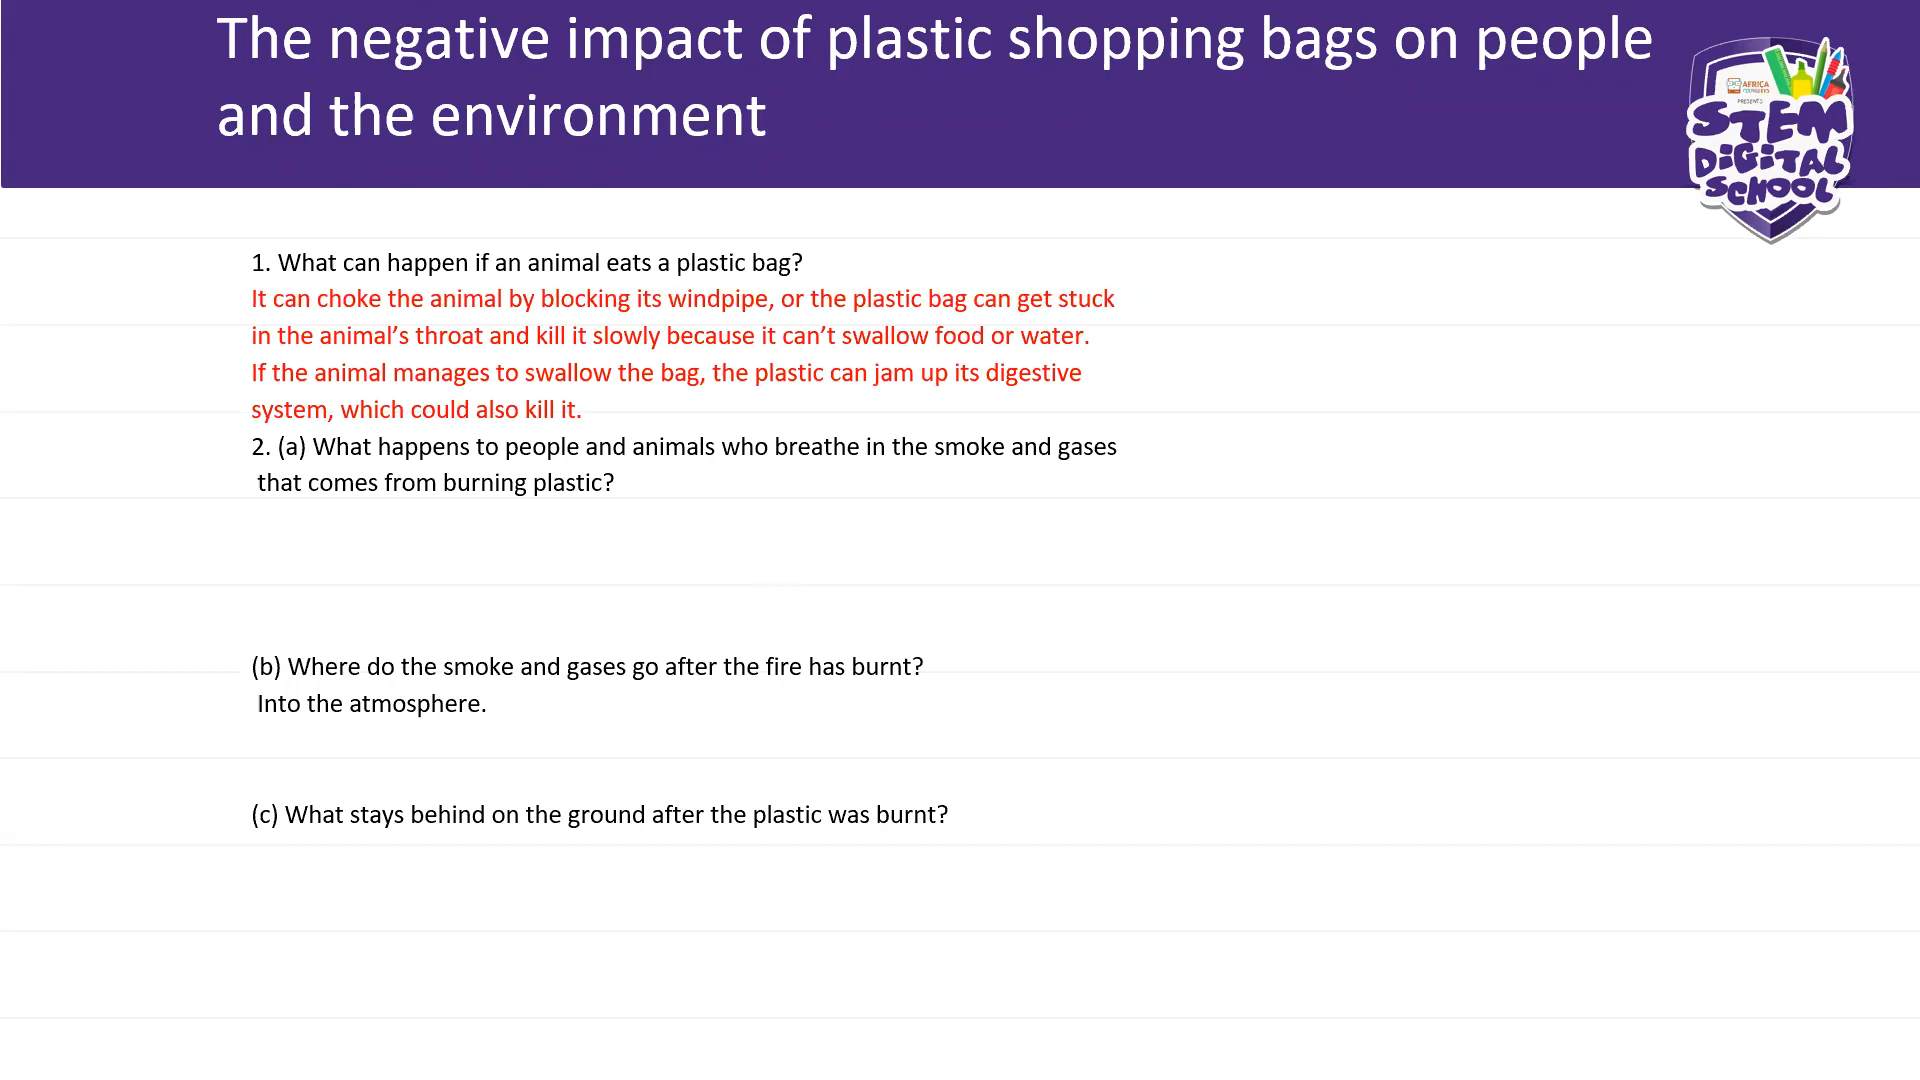 The negative impact of plastic shopping bags on people
and the environment
AFRICA
PRESENTS
STEM
DIGITAL
SCHOOL
1. What can happen if an animal eats a plastic bag?
It can choke the animal by blocking its windpipe, or the plastic bag can get stuck
in the animal’s throat and kill it slowly because it can’t swallow food or water.
If the animal manages to swallow the bag, the plastic can jam up its digestive
system, which could also kill it.
2. (a) What happens to people and animals who breathe in the smoke and gases
that comes from burning plastic?
(b) Where do the smoke and gases go after the fire has burnt?
Into the atmosphere.
(c) What stays behind on the ground after the plastic was burnt?